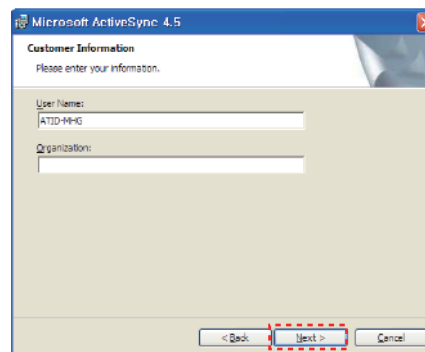 Microsoft ActiveSync 4.5
Customer Information
Please enter your information.
User Name:
ATID-MHG
Organization:
< Back Next > Cancel